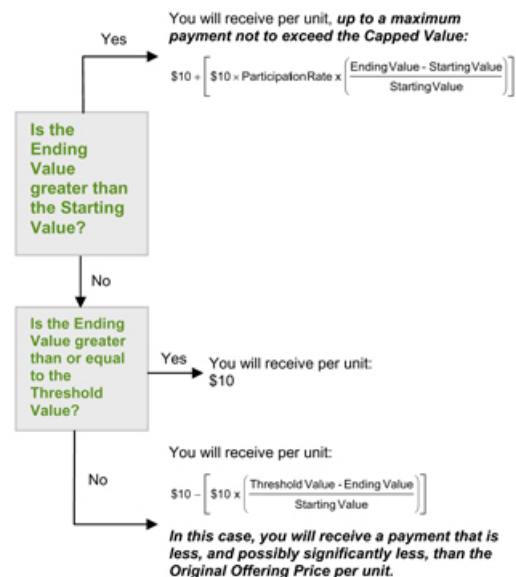 You will receive per unit, up to a maximum
payment not to exceed the Capped Value:
Yes
$10 + [$10 × Participation Rate x (Ending Value - Starting Value / Starting Value)]
Is the
Ending
Value
greater than
the Starting
Value?
No
Is the Ending
Value greater
than or equal
to the
Threshold
Value?
Yes
You will receive per unit:
$10
No
You will receive per unit:
$10 – [$10 x (Threshold Value - Ending Value / Starting Value)]
In this case, you will receive a payment that is
less, and possibly significantly less, than the
Original Offering Price per unit.